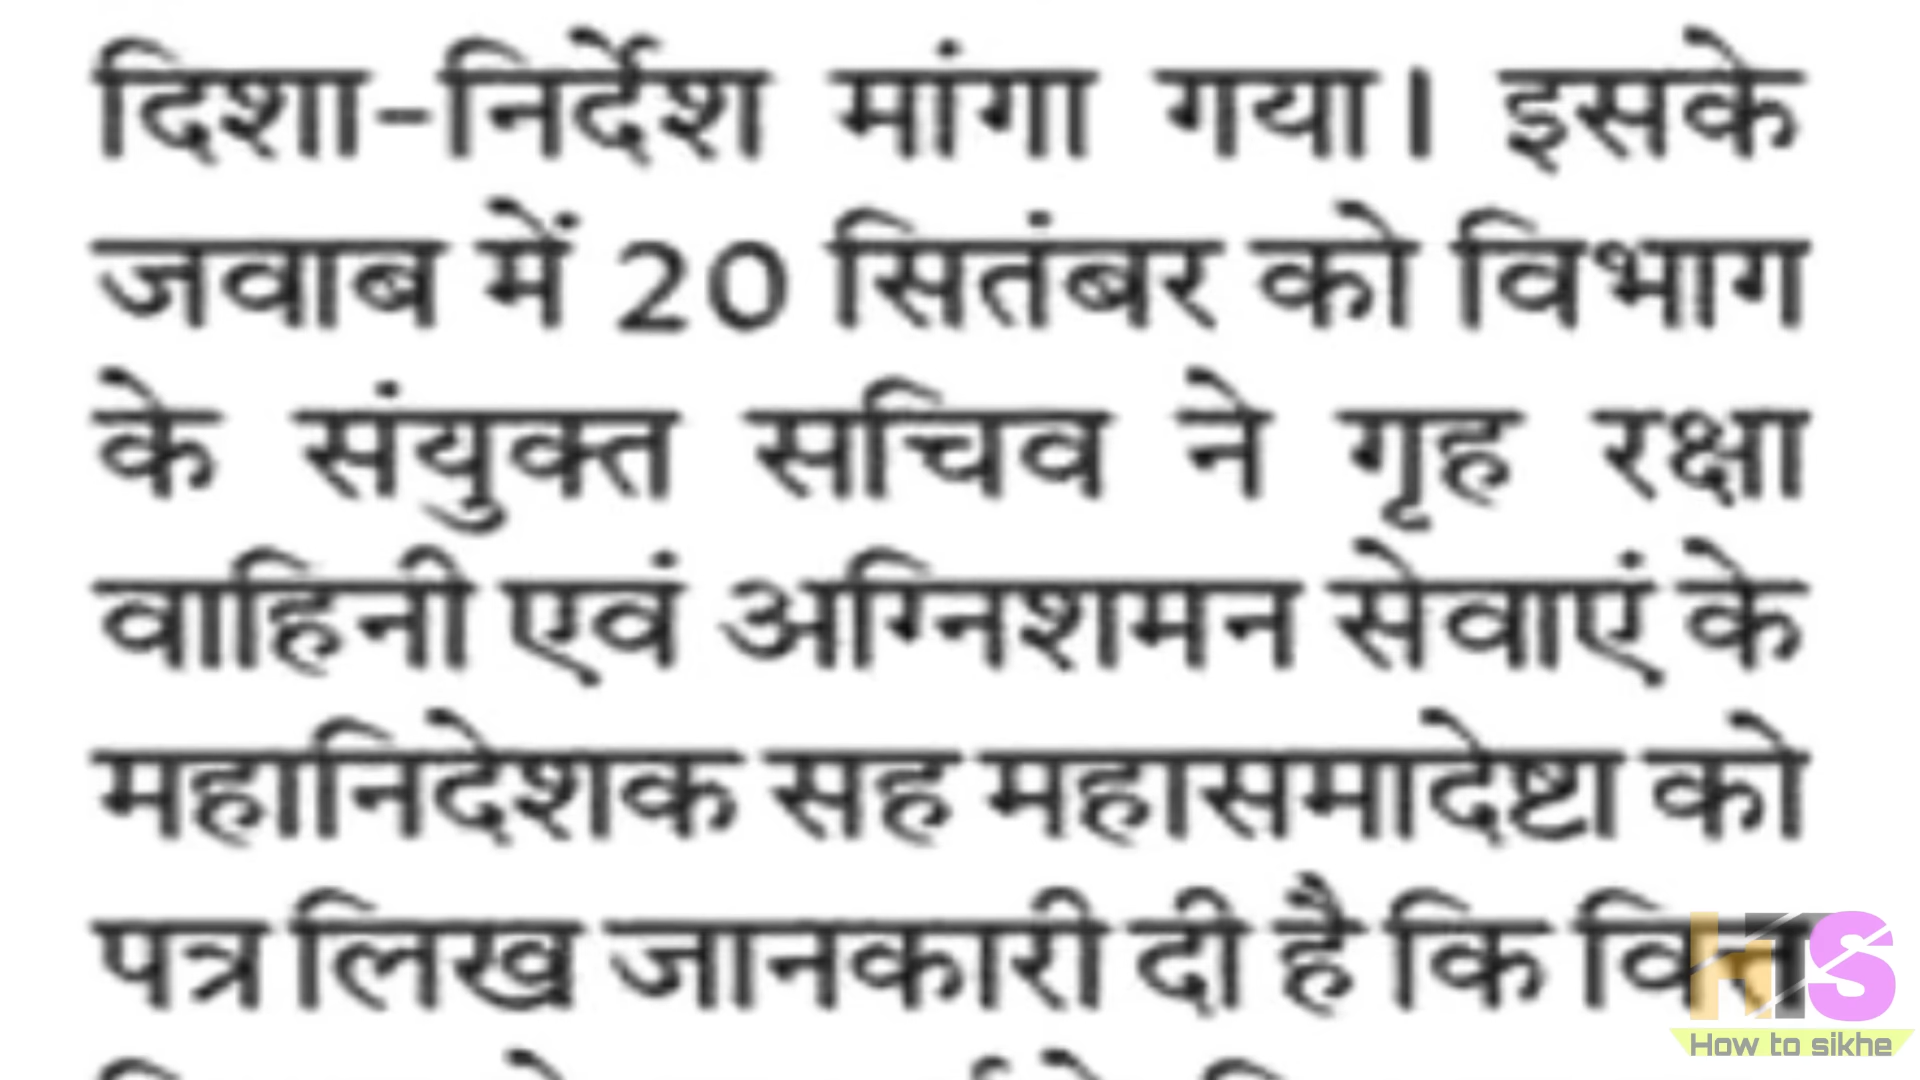 दिशा-निर्देश मांगा गया। इसके
जवाब में 20 सितंबर को विभाग
के संयुक्त सचिव ने गृह रक्षा
वाहिनी एवं अग्निशमन सेवाएं के
महानिदेशक सह महासमादेष्टा को
पत्र लिख जानकारी दी है कि वित्त
HTS
How to sikhe